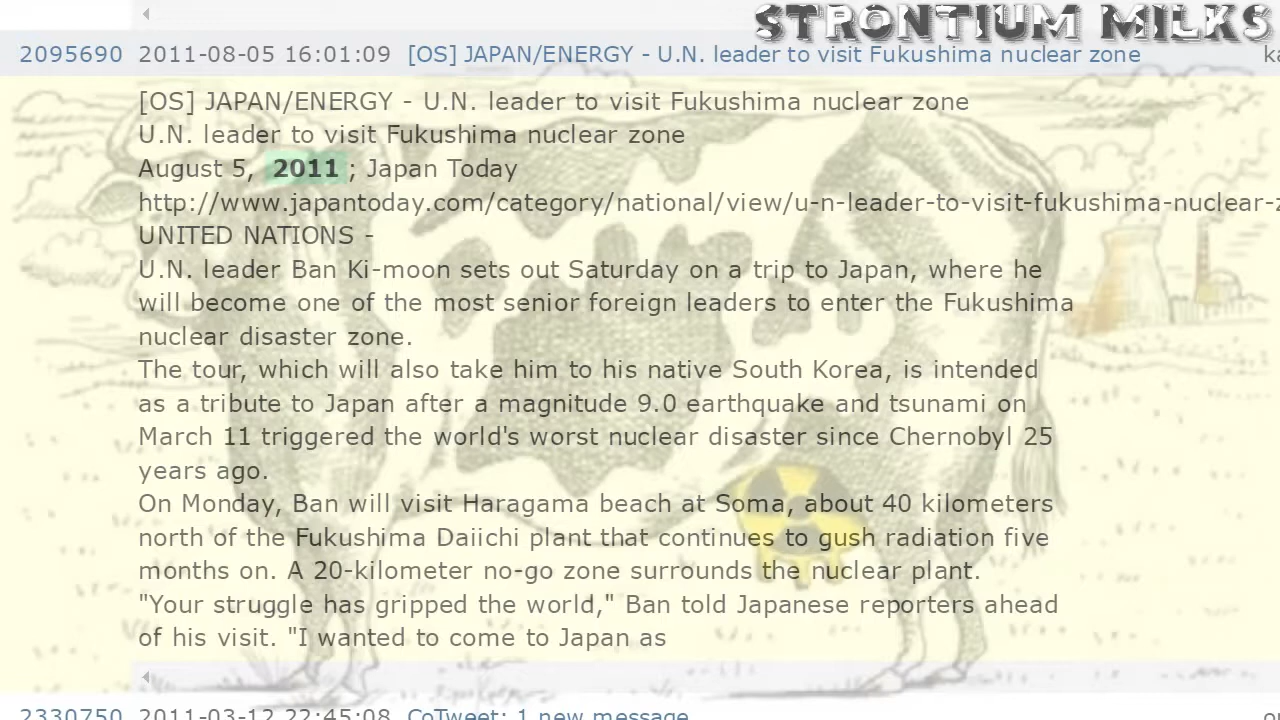 STRONTIUM MILKS
2095690 2011-08-05 16:01:09 [OS] JAPAN/ENERGY - U.N. leader to visit Fukushima nuclear zone
[OS] JAPAN/ENERGY - U.N. leader to visit Fukushima nuclear zone
U.N. leader to visit Fukushima nuclear zone
August 5, 2011 ; Japan Today
http://www.japantoday.com/category/national/view/u-n-leader-to-visit-fukushima-nuclear-z
UNITED NATIONS -
U.N. leader Ban Ki-moon sets out Saturday on a trip to Japan, where he
will become one of the most senior foreign leaders to enter the Fukushima
nuclear disaster zone.
The tour, which will also take him to his native South Korea, is intended
as a tribute to Japan after a magnitude 9.0 earthquake and tsunami on
March 11 triggered the world's worst nuclear disaster since Chernobyl 25
years ago.
On Monday, Ban will visit Haragama beach at Soma, about 40 kilometers
north of the Fukushima Daiichi plant that continues to gush radiation five
months on. A 20-kilometer no-go zone surrounds the nuclear plant.
"Your struggle has gripped the world," Ban told Japanese reporters ahead
of his visit. "I wanted to come to Japan as
2330750 2011-03-12 22:45:08 CoTweet: 1 new message